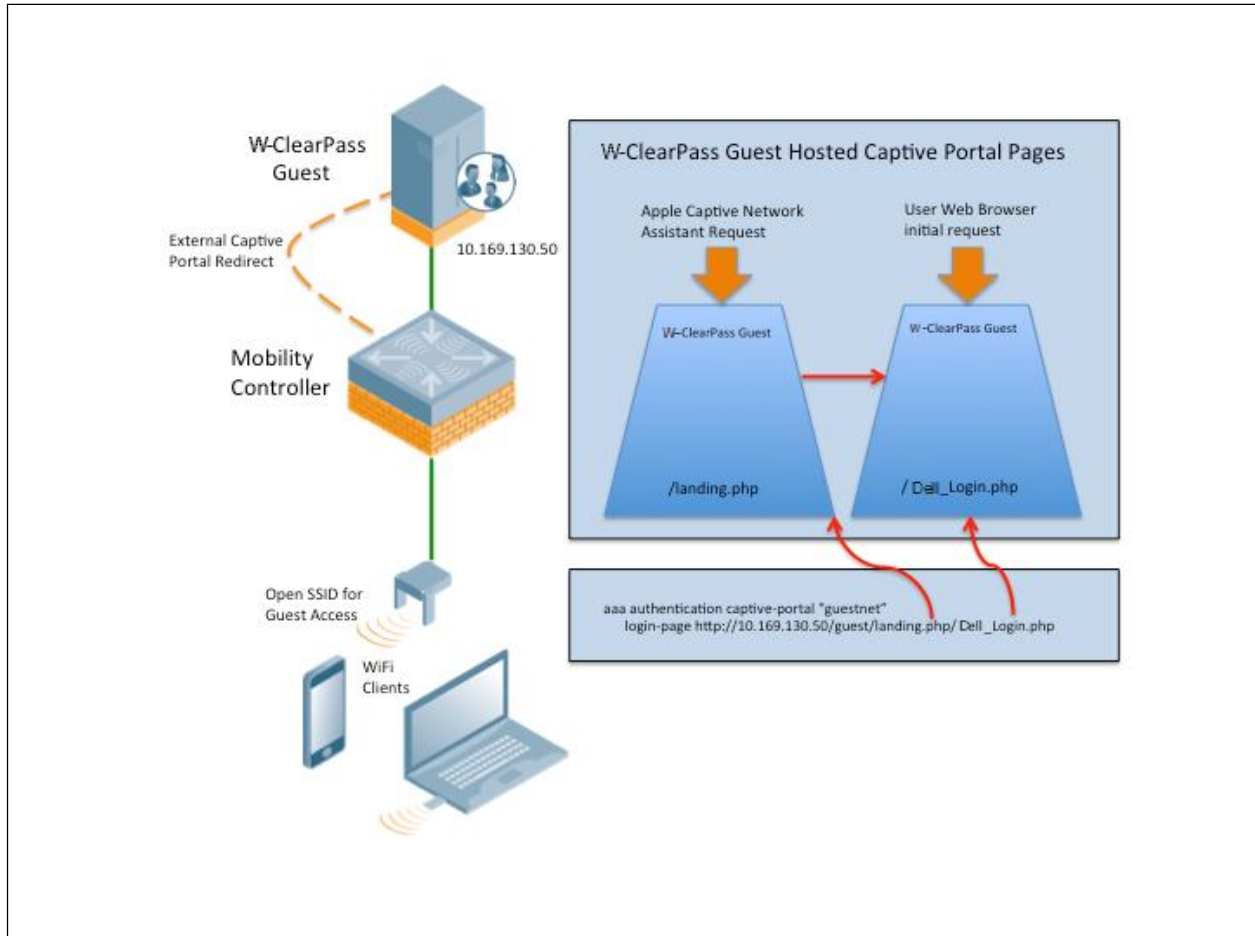 W-ClearPass
Guest
External Captive
Portal Redirect
10.169.130.50
Mobility
Controller
Open SSID for
Guest Access
WiFi
Clients
W-ClearPass Guest Hosted Captive Portal Pages
Apple Captive Network
Assistant Request
User Web Browser
initial request
W-ClearPass Guest
/landing.php
W-ClearPass Guest
/ Dell_Login.php
aaa authentication captive-portal "guestnet"
login-page http://10.169.130.50/guest/landing.php/ Dell_Login.php